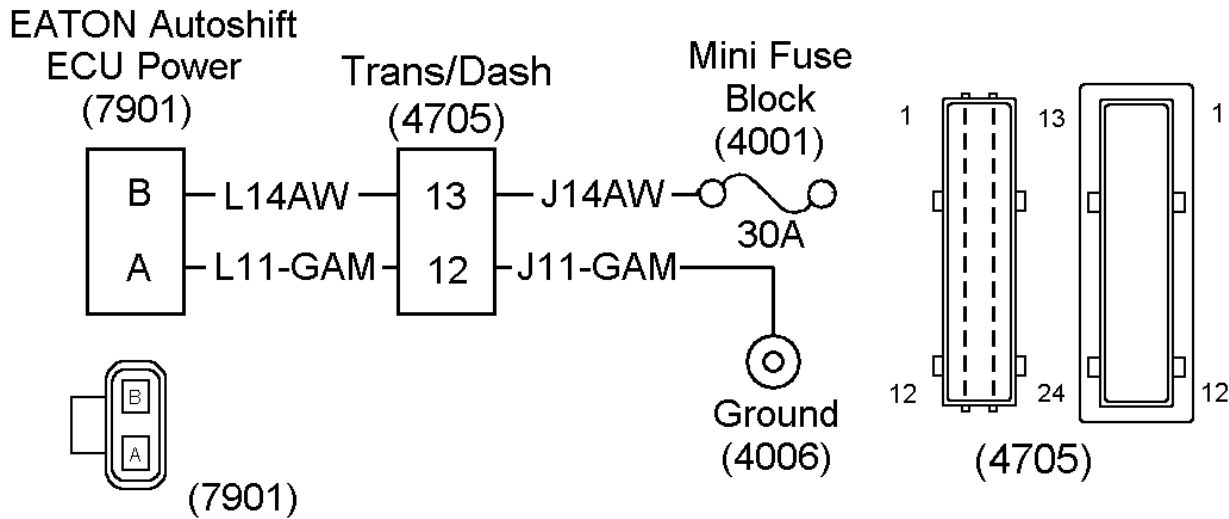 EATON Autoshift
ECU Power
(7901)
Trans/Dash
(4705)
Mini Fuse
Block
(4001)
B
L14AW
13
J14AW
30A
A
L11-GAM
12
J11-GAM
Ground
(4006)
B
A
(7901)
1
13
1
12
24
12
(4705)